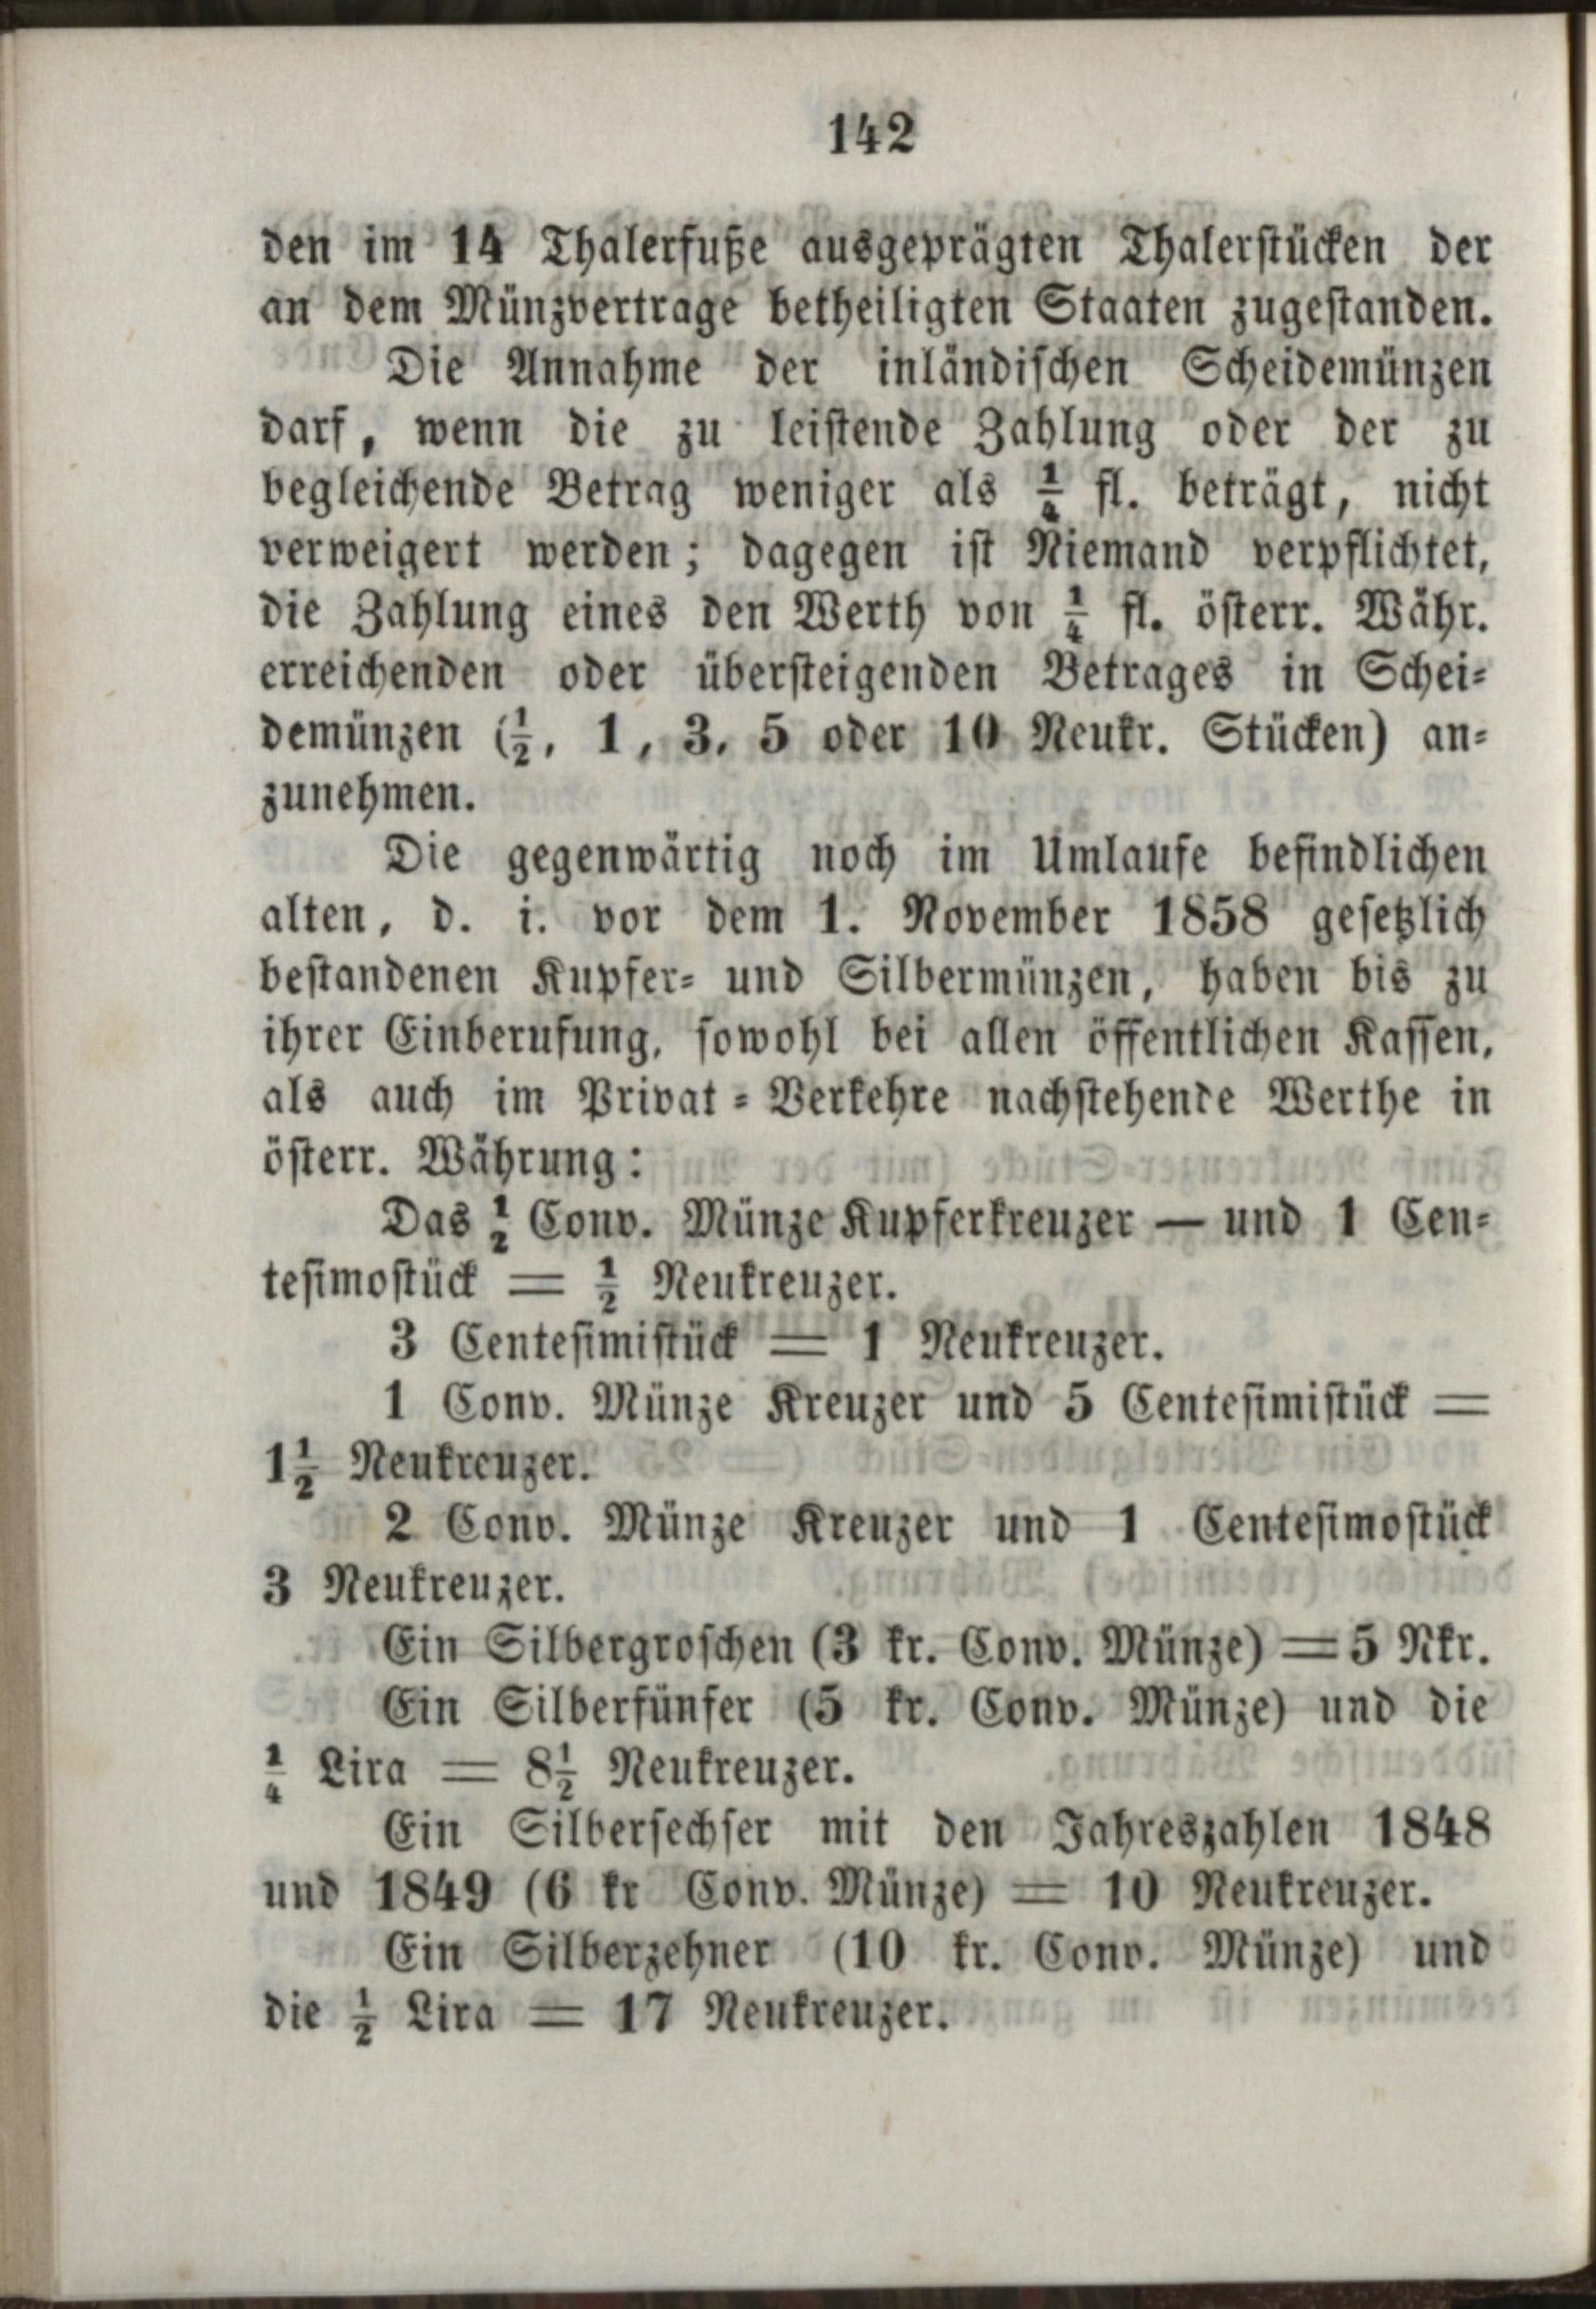 142
den im 14 Thalerfuße ausgeprägten Thalerstücken der
an dem Münzvertrage betheiligten Staaten zugestanden.
Die Annahme der inländischen Scheidemünzen
darf, wenn die zu leistende Zahlung oder der zu
begleichende Betrag weniger als ¼ fl. beträgt, nicht
verweigert werden; dagegen ist Niemand verpflichtet,
die Zahlung eines den Werth von ¼ fl. österr. Währ.
erreichenden oder übersteigenden Betrages in Schei-
demünzen (½, 1, 3, 5 oder 10 Neukr. Stücken) an-
zunehmen.
Die gegenwärtig noch im Umlaufe befindlichen
alten, d. i. vor dem 1. November 1858 gesetzlich
bestandenen Kupfer- und Silbermünzen, haben bis zu
ihrer Einberufung, sowohl bei allen öffentlichen Kassen,
als auch im Privat-Verkehre nachstehende Werthe in
österr. Währung:
Das ½ Conv. Münze Kupferkreuzer — und 1 Cen-
tesimostück = ½ Neukreuzer.
3 Centesimistück = 1 Neukreuzer.
1 Conv. Münze Kreuzer und 5 Centesimistück =
1½ Neukreuzer.
2 Conv. Münze Kreuzer und 1 Centesimostück
3 Neukreuzer.
Ein Silbergroschen (3 kr. Conv. Münze) = 5 Nkr.
Ein Silberfünfer (5 kr. Conv. Münze) und die
¼ Lira = 8½ Neukreuzer.
Ein Silbersechser mit den Jahreszahlen 1848
und 1849 (6 kr Conv. Münze) = 10 Neukreuzer.
Ein Silberzehner (10 kr. Conv. Münze) und
die ½ Lira = 17 Neukreuzer.